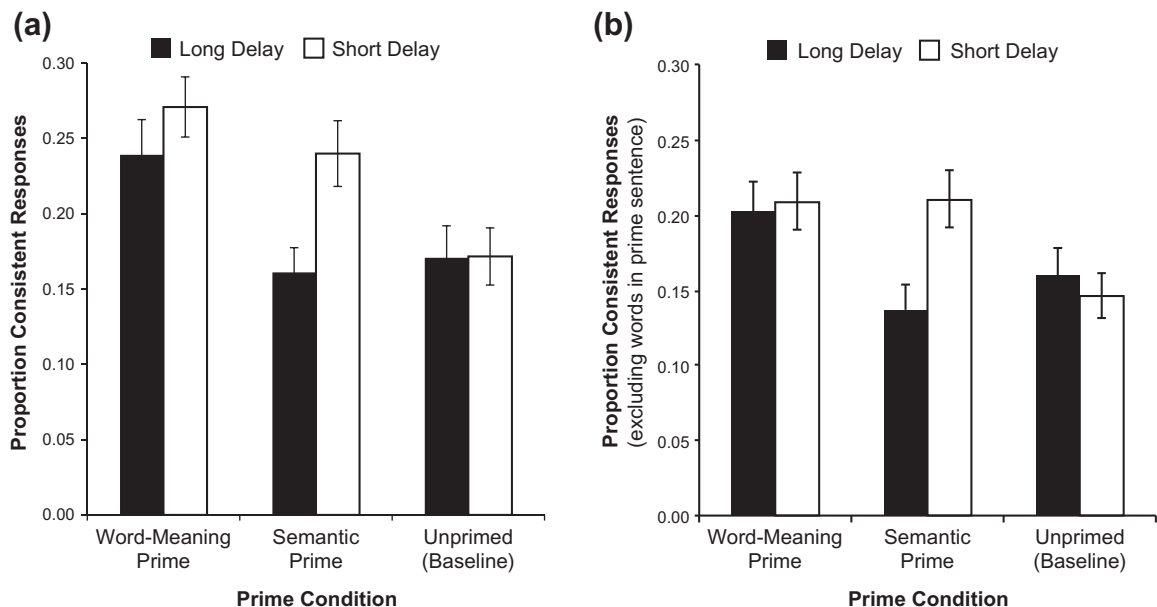 (a)
Long Delay Short Delay
Proportion Consistent Responses
0.30
0.25
0.20
0.15
0.10
0.05
0.00
Word-Meaning Prime
Semantic Prime
Unprimed (Baseline)
Prime Condition
(b)
Long Delay Short Delay
Proportion Consistent Responses
(excluding words in prime sentence)
0.30
0.25
0.20
0.15
0.10
0.05
0.00
Word-Meaning Prime
Semantic Prime
Unprimed (Baseline)
Prime Condition